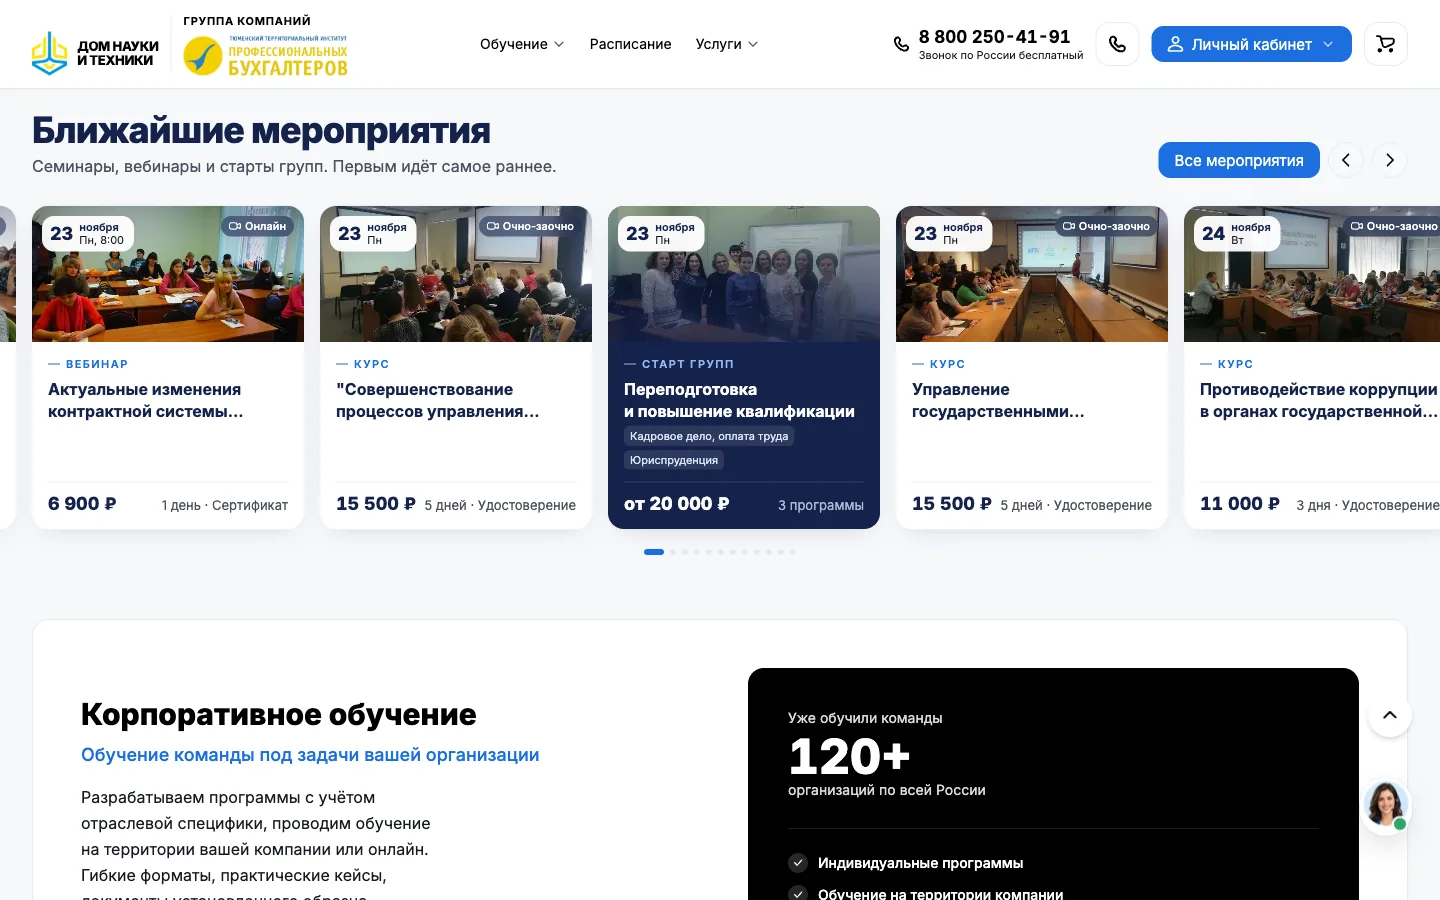 ДОМ НАУКИ
И ТЕХНИКИ
ГРУППА КОМПАНИЙ
ТЮМЕНСКИЙ ТЕРРИТОРИАЛЬНЫЙ ИНСТИТУТ
ПРОФЕССИОНАЛЬНЫХ
БУХГАЛТЕРОВ
Обучение
Расписание
Услуги
8 800 250-41-91
Звонок по России бесплатный
Личный кабинет
Ближайшие мероприятия
Семинары, вебинары и старты групп. Первым идёт самое раннее.
Все мероприятия
23 ноября
Пн, 8:00
Онлайн
ВЕБИНАР
Актуальные изменения
контрактной системы...
6 900 ₽
1 день · Сертификат
23 ноября
Пн
Очно-заочно
КУРС
"Совершенствование
процессов управления...
15 500 ₽
5 дней · Удостоверение
23 ноября
Пн
СТАРТ ГРУПП
Переподготовка
и повышение квалификации
Кадровое дело, оплата труда
Юриспруденция
от 20 000 ₽
3 программы
23 ноября
Пн
Очно-заочно
КУРС
Управление
государственными...
15 500 ₽
5 дней · Удостоверение
24 ноября
Вт
Очно-заочно
КУРС
Противодействие коррупции
в органах государственной...
11 000 ₽
3 дня · Удостоверение
Корпоративное обучение
Обучение команды под задачи вашей организации
Разрабатываем программы с учётом
отраслевой специфики, проводим обучение
на территории вашей компании или онлайн.
Гибкие форматы, практические кейсы,
документы установленного образца
Уже обучили команды
120+
организаций по всей России
Индивидуальные программы
Обучение на территории компании